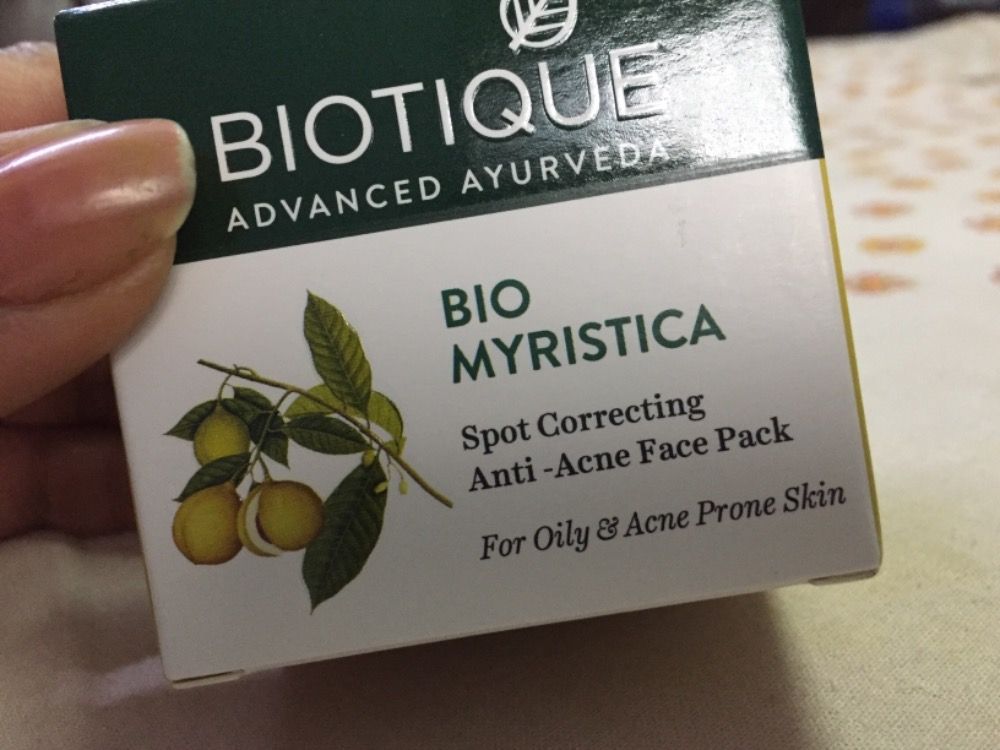 BIOTIQUE
ADVANCED AYURVEDA
BIO
MYRISTICA
Spot Correcting
Anti -Acne Face Pack
For Oily & Acne Prone Skin